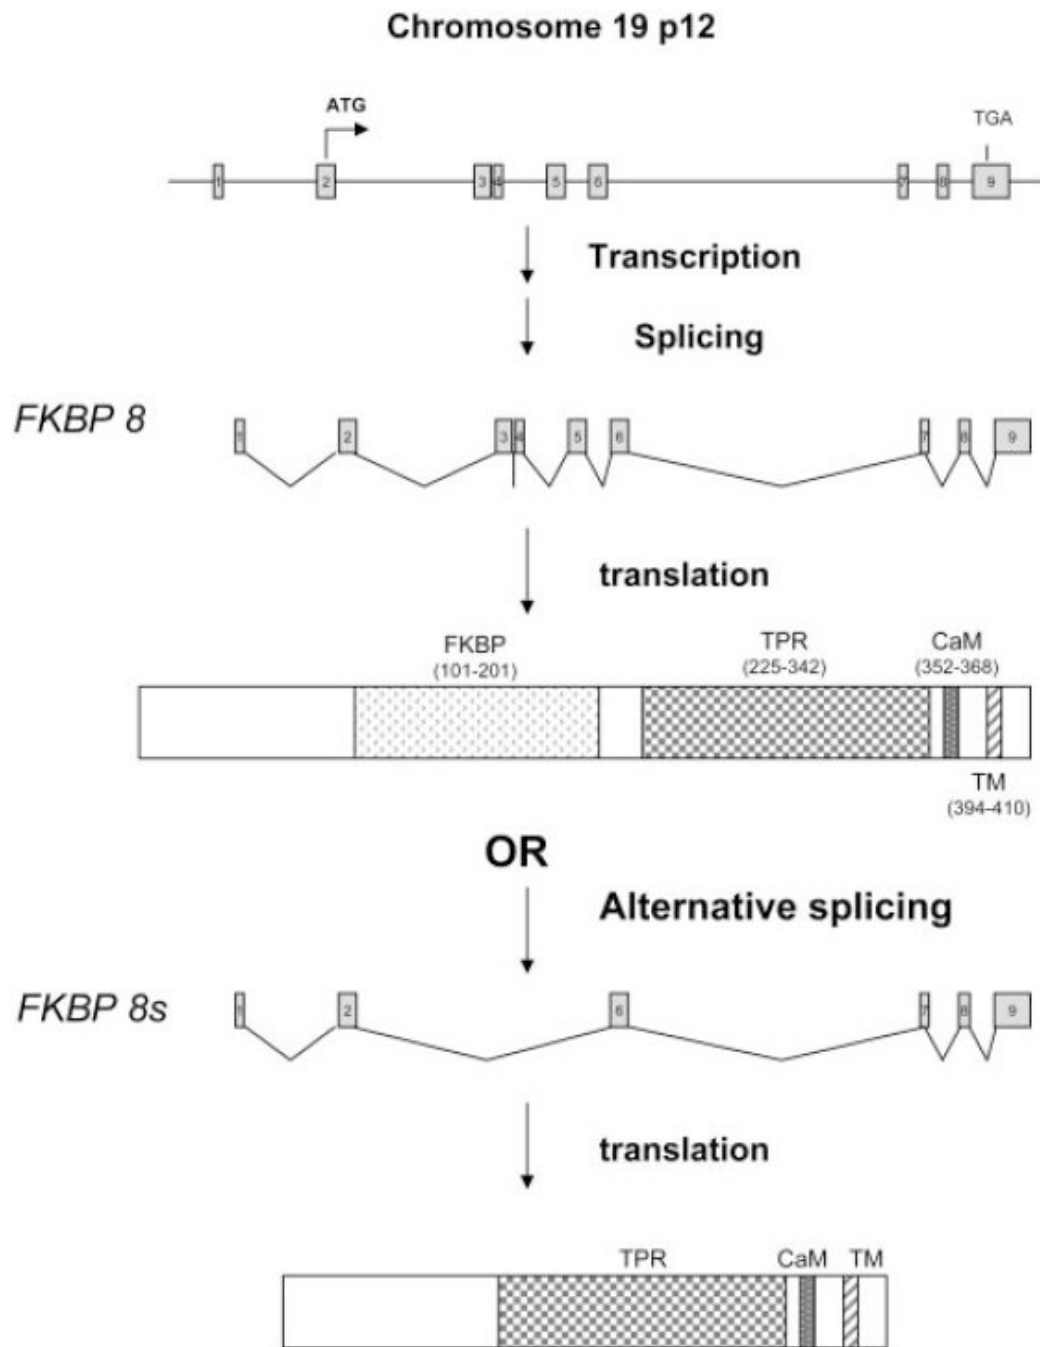 Chromosome 19 p12
ATG
TGA
1 2 3 4 5 6 7 8 9
Transcription
Splicing
FKBP 8
1 2 3 4 5 6 7 8 9
translation
FKBP TPR CaM
(101-201) (225-342) (352-368)
TM
(394-410)
OR
Alternative splicing
FKBP 8s
1 2 6 7 8 9
translation
TPR CaM TM